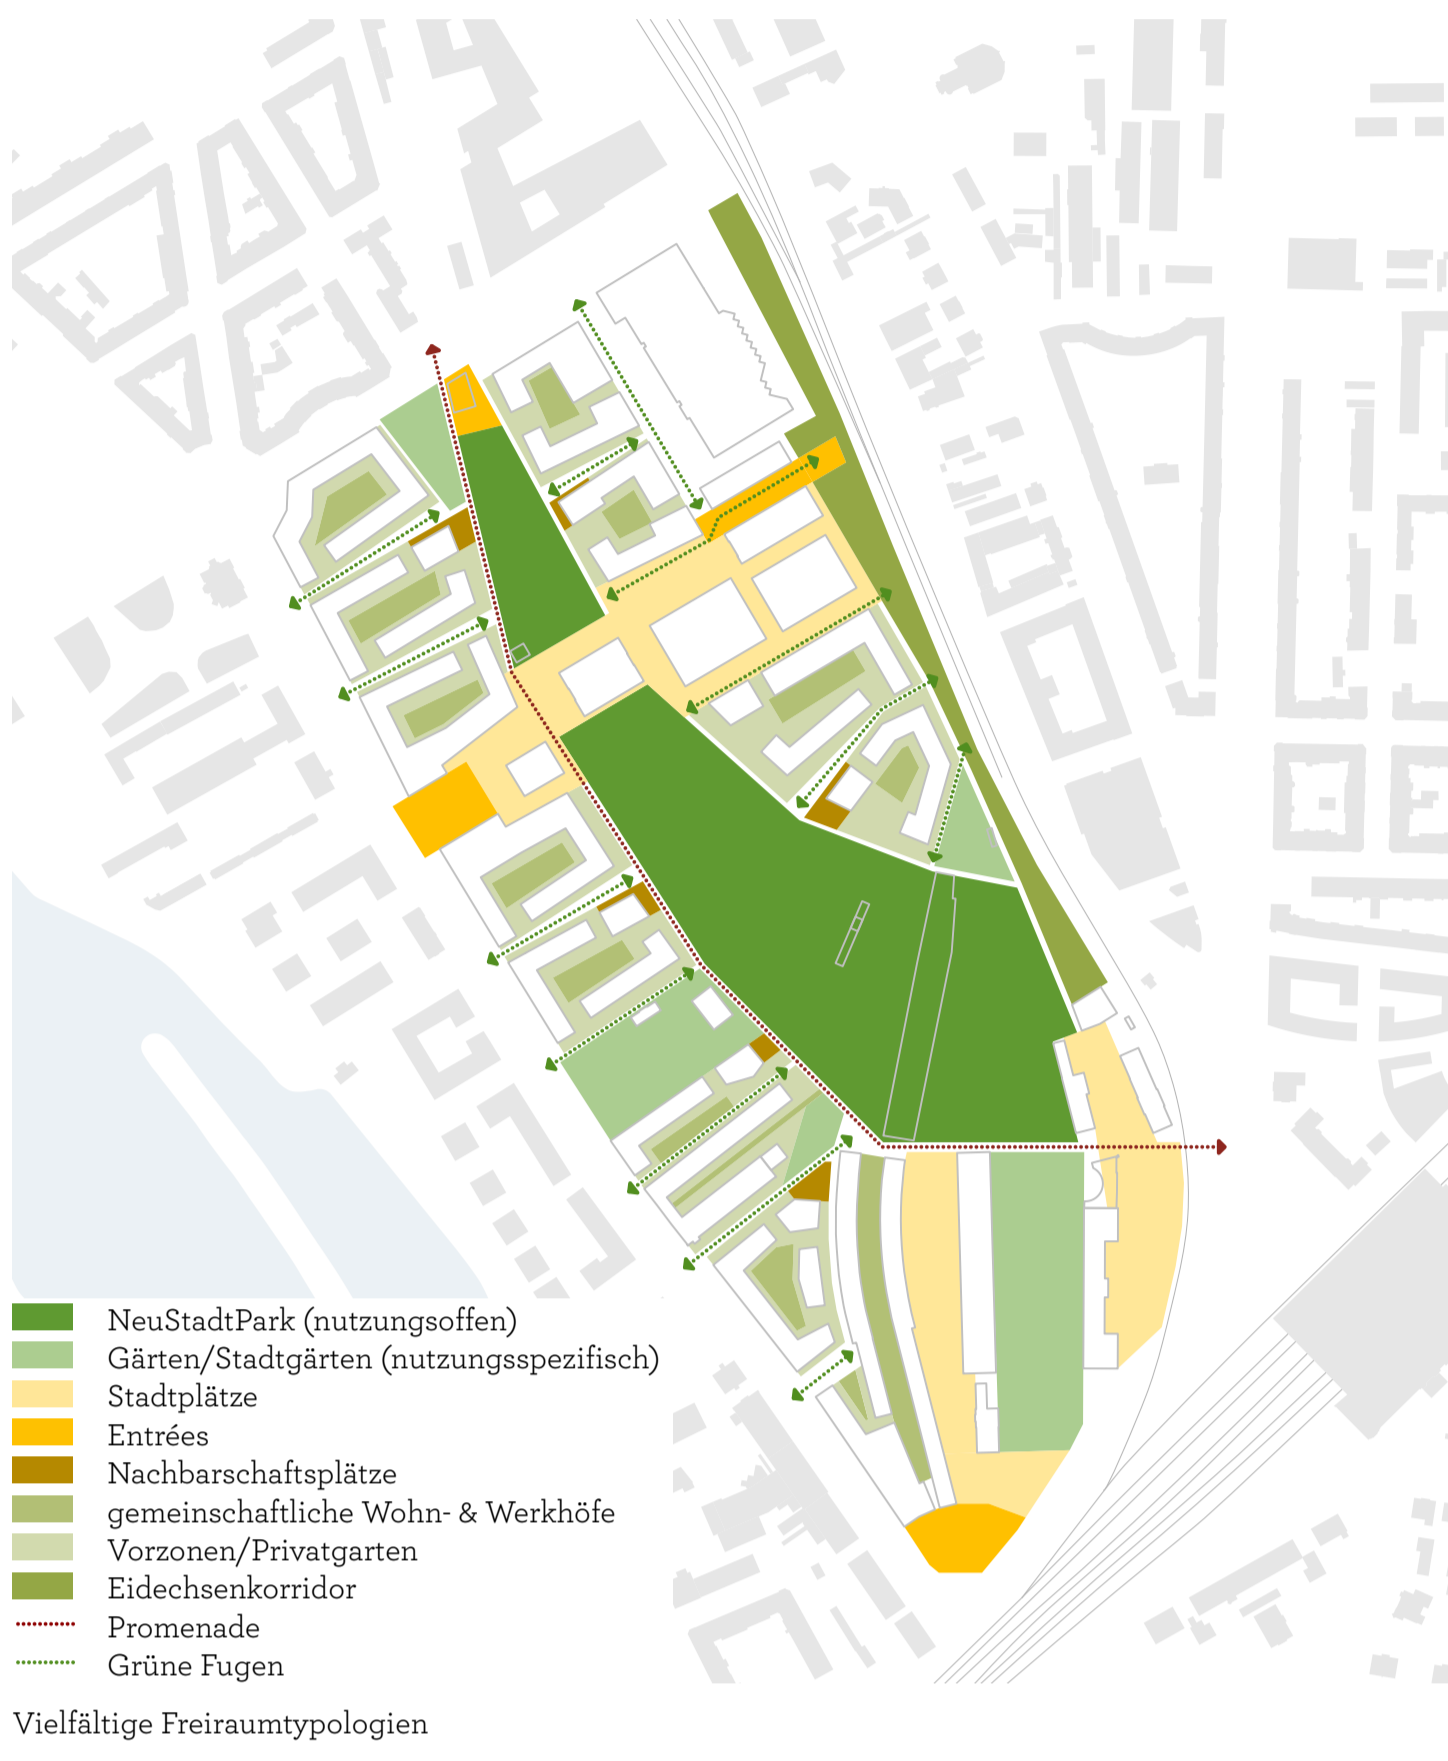 NeuStadtPark (nutzungsoffen)
Gärten/Stadtgärten (nutzungsspezifisch)
Stadtplätze
Entrées
Nachbarschaftsplätze
gemeinschaftliche Wohn- & Werkhöfe
Vorzonen/Privatgarten
Eidechsenkorridor
Promenade
Grüne Fugen
Vielfältige Freiraumtypologien